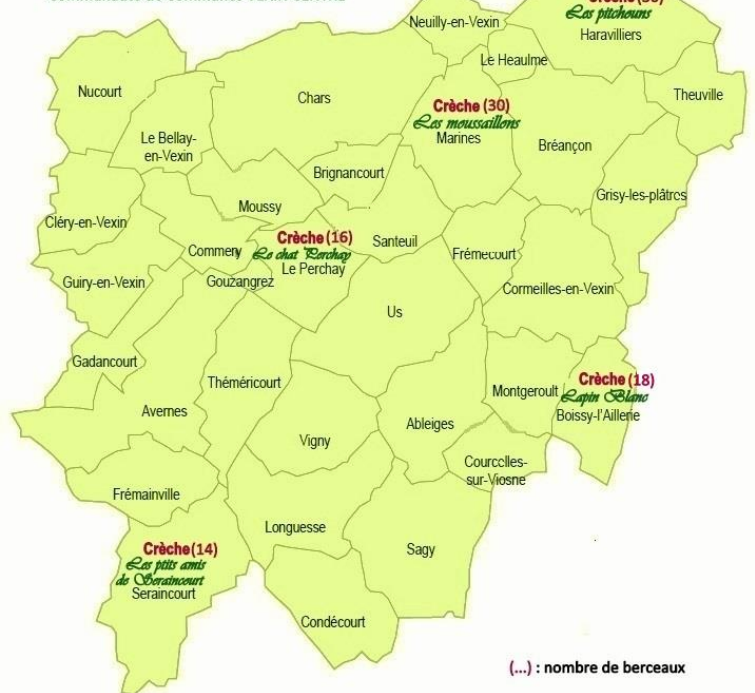 Les pitchouns
Haravilliers
Neuilly-en-Vexin
Le Heaulme
Nucourt
Chars
Crèche (30)
Les moussaillons
Marines
Theuville
Le Bellay-
en-Vexin
Bréançon
Brignancourt
Grisy-les-plâtres
Moussy
Cléry-en-Vexin
Crèche (16)
Le chat Perchay
Le Perchay
Santeuil
Commeny
Frémecourt
Guiry-en-Vexin
Gouzangrez
Cormeilles-en-Vexin
Us
Gadancourt
Théméricourt
Crèche (18)
Lapin Blanc
Boissy-l'Aillerie
Montgeroult
Avernes
Ableiges
Vigny
Courcelles-
sur-Viosne
Frémainville
Longuesse
Crèche(14)
Les ptits amis
de Seraincourt
Seraincourt
Sagy
Condécourt
(...) : nombre de berceaux